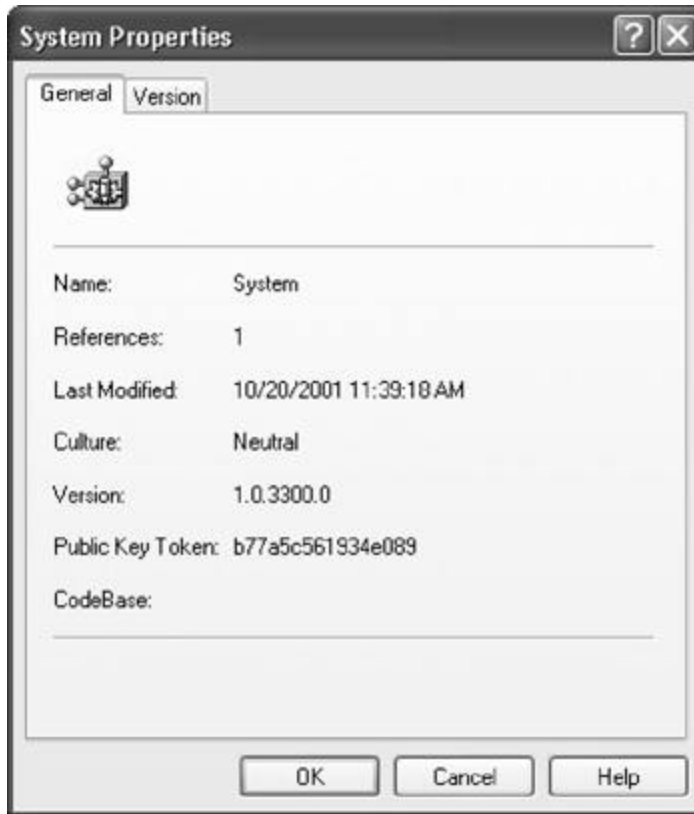 System Properties
General Version
Name: System
References: 1
Last Modified: 10/20/2001 11:39:18 AM
Culture: Neutral
Version: 1.0.3300.0
Public Key Token: b77a5c561934e089
CodeBase:
OK Cancel Help